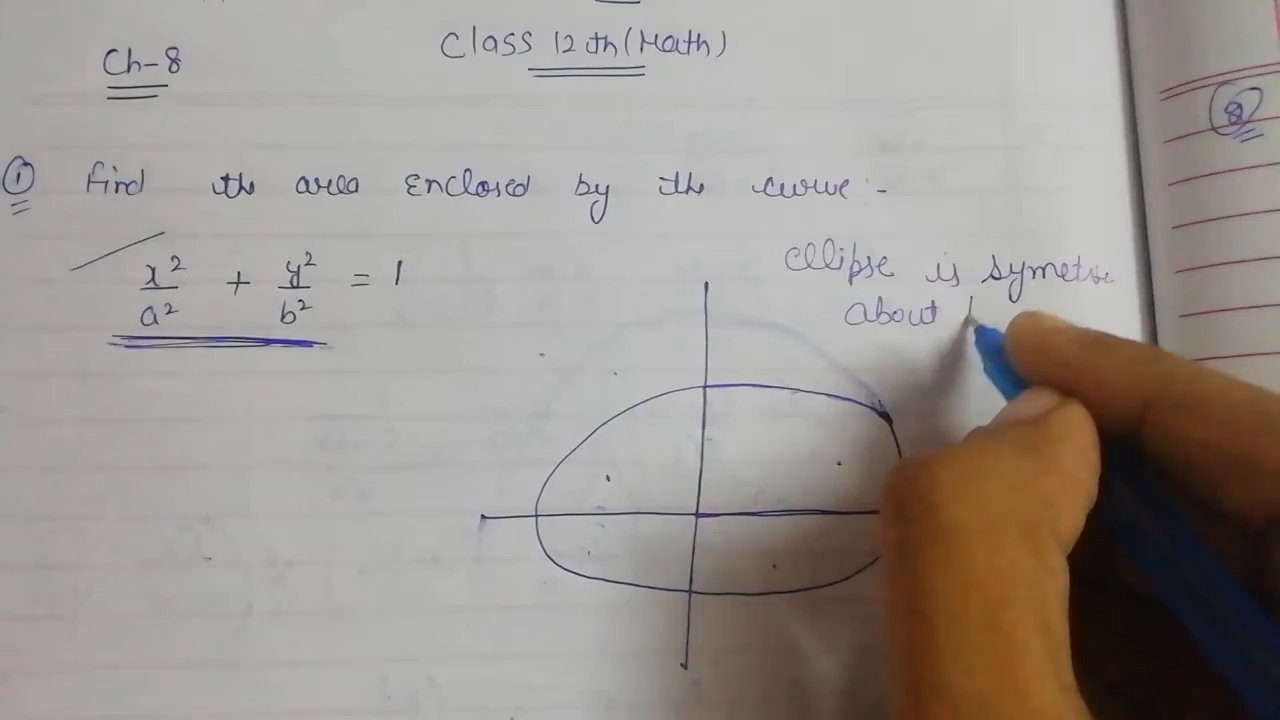 Class 12th (Math)
Ch-8
① Find the area enclosed by the curve :-
x²/a² + y²/b² = 1
ellipse is symetric
about
8